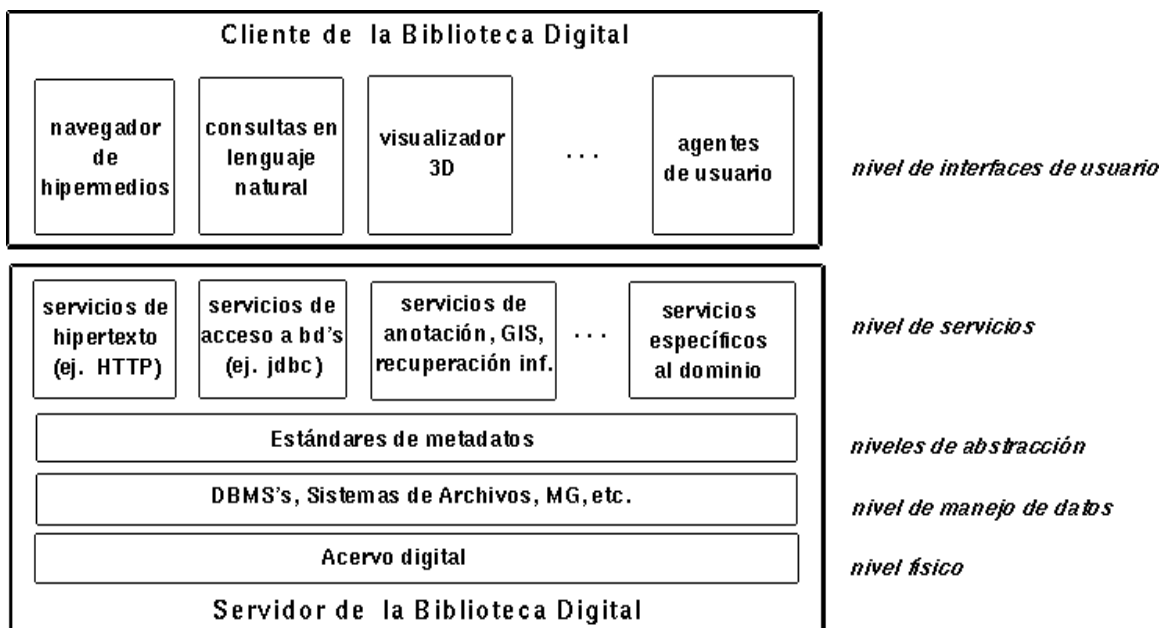 Cliente de la Biblioteca Digital
navegador
de
hipermedios
consultas en
lenguaje
natural
visualizador
3D
...
agentes
de usuario
nivel de interfaces de usuario
servicios de
hipertexto
(ej. HTTP)
servicios de
acceso a bd's
(ej. jdbc)
servicios de
anotación, GIS,
recuperación inf.
...
servicios
específicos
al dominio
nivel de servicios
Estándares de metadatos
niveles de abstracción
DBMS's, Sistemas de Archivos, MG, etc.
nivel de manejo de datos
Acervo digital
nivel físico
Servidor de la Biblioteca Digital